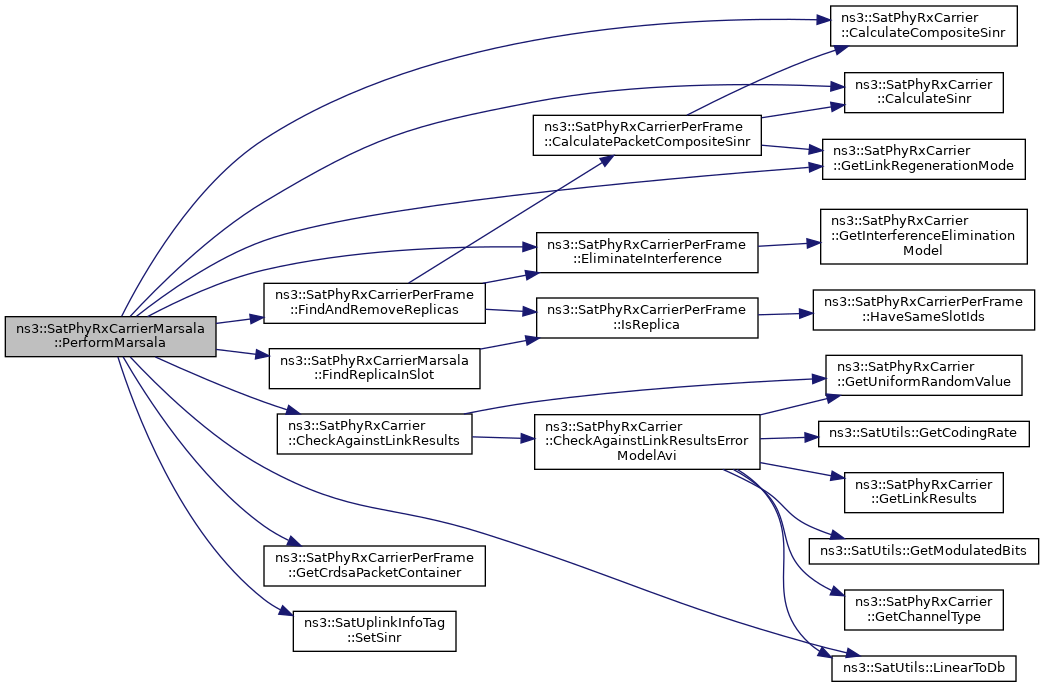 ns3::SatPhyRxCarrierMarsala
::PerformMarsala
ns3::SatPhyRxCarrierPerFrame
::FindAndRemoveReplicas
ns3::SatPhyRxCarrierMarsala
::FindReplicaInSlot
ns3::SatPhyRxCarrier
::CheckAgainstLinkResults
ns3::SatPhyRxCarrierPerFrame
::GetCrdsaPacketContainer
ns3::SatUplinkInfoTag
::SetSinr
ns3::SatPhyRxCarrierPerFrame
::CalculatePacketCompositeSinr
ns3::SatPhyRxCarrierPerFrame
::EliminateInterference
ns3::SatPhyRxCarrierPerFrame
::IsReplica
ns3::SatPhyRxCarrier
::CheckAgainstLinkResultsError
ModelAvi
ns3::SatPhyRxCarrier
::CalculateCompositeSinr
ns3::SatPhyRxCarrier
::CalculateSinr
ns3::SatPhyRxCarrier
::GetLinkRegenerationMode
ns3::SatPhyRxCarrier
::GetInterferenceElimination
Model
ns3::SatPhyRxCarrierPerFrame
::HaveSameSlotIds
ns3::SatPhyRxCarrier
::GetUniformRandomValue
ns3::SatUtils::GetCodingRate
ns3::SatPhyRxCarrier
::GetLinkResults
ns3::SatUtils::GetModulatedBits
ns3::SatPhyRxCarrier
::GetChannelType
ns3::SatUtils::LinearToDb